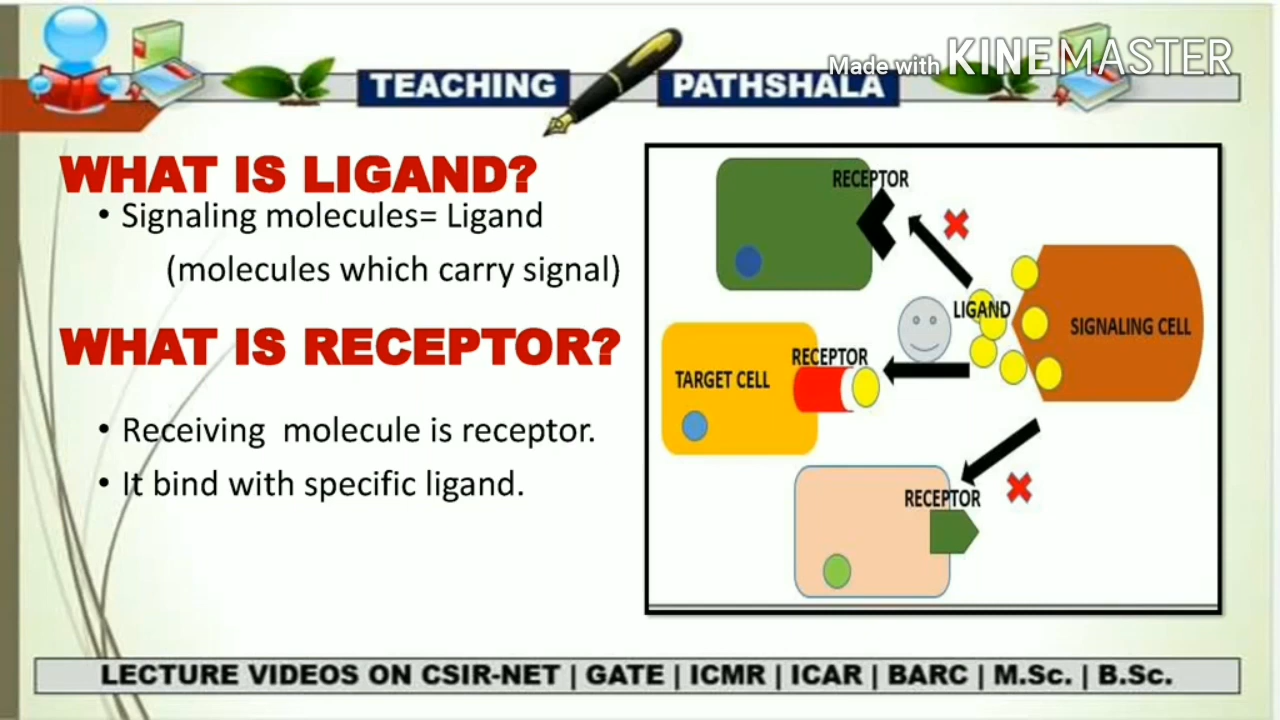 Made with KINEMASTER
TEACHING PATHSHALA
WHAT IS LIGAND?
• Signaling molecules= Ligand
(molecules which carry signal)
WHAT IS RECEPTOR?
• Receiving molecule is receptor.
• It bind with specific ligand.
RECEPTOR
LIGAND
SIGNALING CELL
RECEPTOR
TARGET CELL
RECEPTOR
LECTURE VIDEOS ON CSIR-NET | GATE | ICMR | ICAR | BARC | M.Sc. | B.Sc.